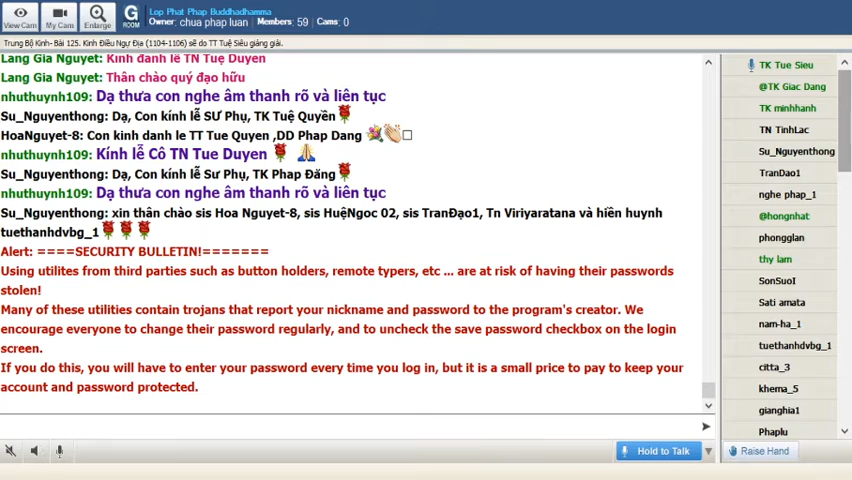 Lop Phat Phap Buddhadhamma
Owner: chua phap luan Members: 59 Cams: 0
View Cam
My Cam
Enlarge
G
ROOM
Trung Bộ Kinh- Bài 125. Kinh Điều Ngự Địa (1104-1106) sẽ do TT Tuệ Siêu giảng giải.
Lang Gia Nguyet: Kính đảnh lễ TN Tuệ Duyên
Lang Gia Nguyet: Thân chào quý đạo hữu
nhuthuynh109: Dạ thưa con nghe âm thanh rõ và liên tục
Su_Nguyenthong: Dạ, Con kính lễ SƯ Phụ, TK Tuệ Quyền
HoaNguyet-8: Con kinh danh le TT Tue Quyen ,DD Phap Dang
nhuthuynh109: Kính lễ Cô TN Tue Duyen
Su_Nguyenthong: Dạ, Con kính lễ Sư Phụ, TK Pháp Đăng
nhuthuynh109: Dạ thưa con nghe âm thanh rõ và liên tục
Su_Nguyenthong: xin thân chào sis Hoa Nguyet-8, sis HuệNgoc 02, sis TranĐạo1, Tn Viriyaratana và hiền huynh
tuethanhdvbg_1
Alert: ====SECURITY BULLETIN!=======
Using utilites from third parties such as button holders, remote typers, etc ... are at risk of having their passwords
stolen!
Many of these utilities contain trojans that report your nickname and password to the program's creator. We
encourage everyone to change their password regularly, and to uncheck the save password checkbox on the login
screen.
If you do this, you will have to enter your password every time you log in, but it is a small price to pay to keep your
account and password protected.
TK Tue Sieu
@TK Giac Dang
TK minhhanh
TN TinhLac
Su_Nguyenthong
TranDao1
nghe phap_1
@hongnhat
phongglan
thy lam
SonSuoI
Sati amata
nam-ha_1
tuethanhdvbg_1
citta_3
khema_5
gianghia1
Phaplu
Hold to Talk
Raise Hand